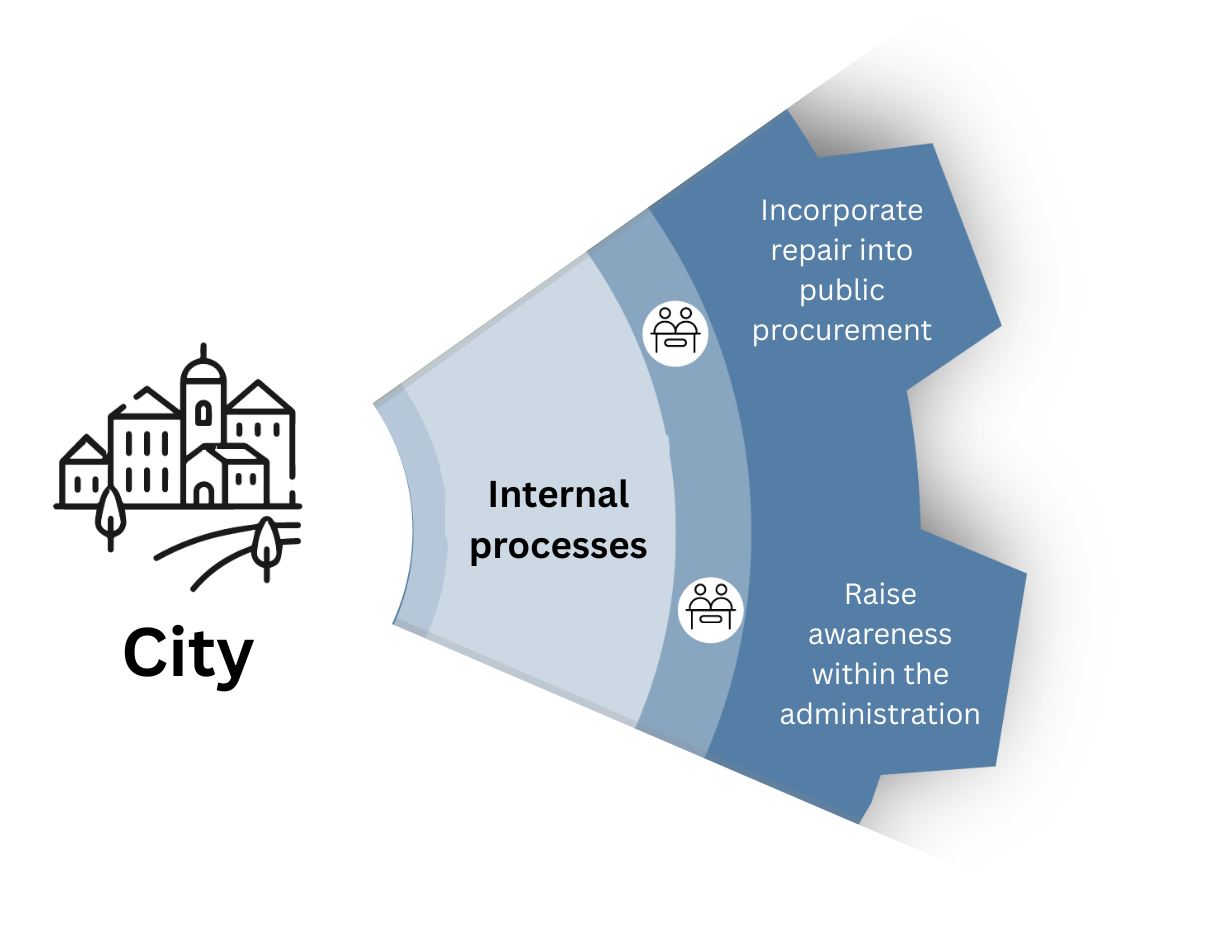 Incorporate
repair into
public
procurement
Internal
processes
Raise
awareness
within the
administration
City